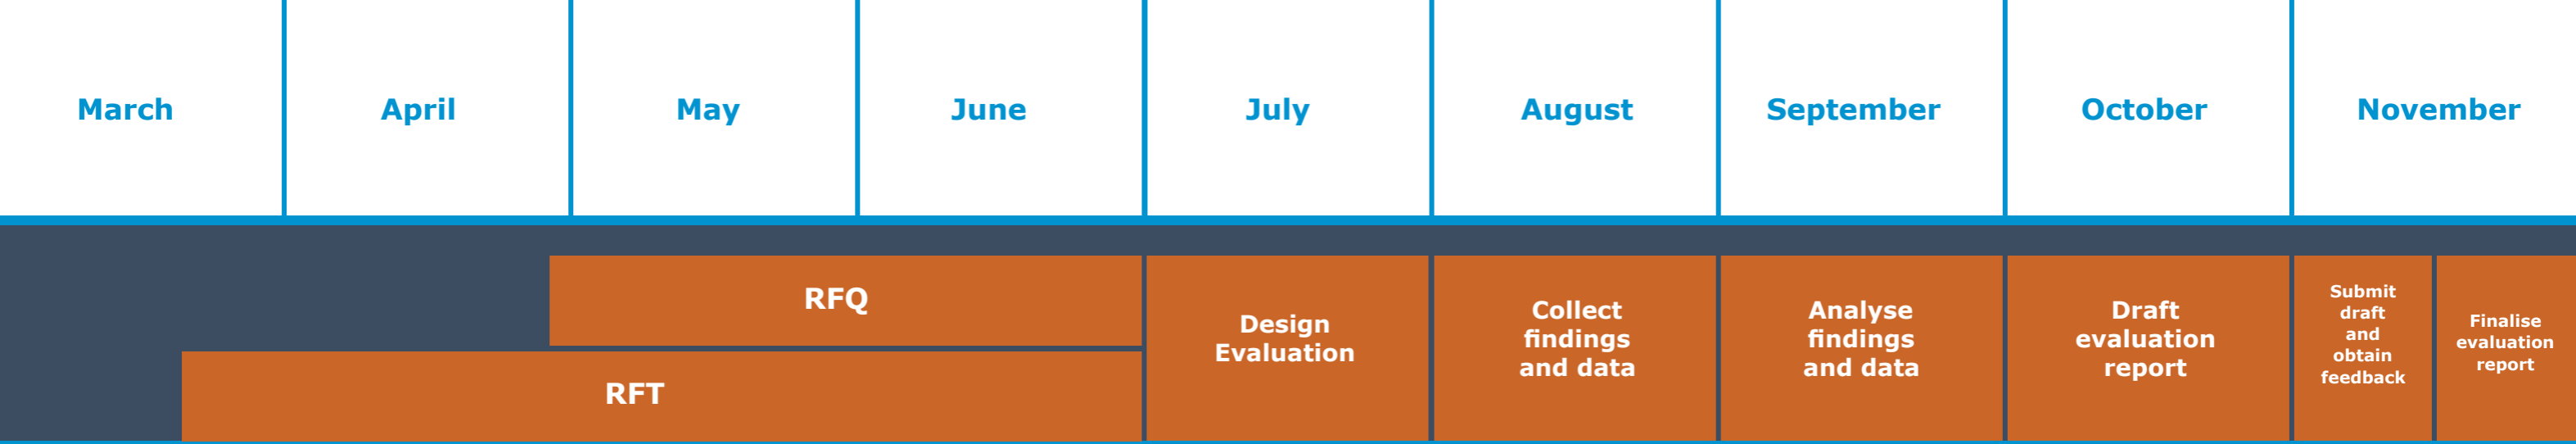 March
April
May
June
July
August
September
October
November
RFQ
RFT
Design
Evaluation
Collect
findings
and data
Analyse
findings
and data
Draft
evaluation
report
Submit
draft
and
obtain
feedback
Finalise
evaluation
report